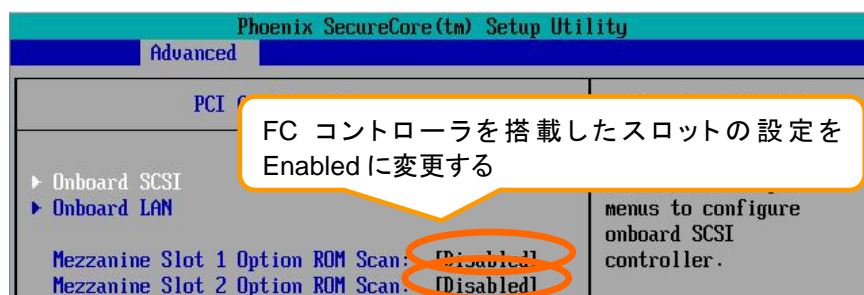 Phoenix SecureCore(tm) Setup Utility
Advanced
PCI
FC コントローラを搭載したスロットの設定を
Enabled に変更する
▶ Onboard SCSI
▶ Onboard LAN
Mezzanine Slot 1 Option ROM Scan: [Disabled]
Mezzanine Slot 2 Option ROM Scan: [Disabled]
menus to configure
onboard SCSI
controller.